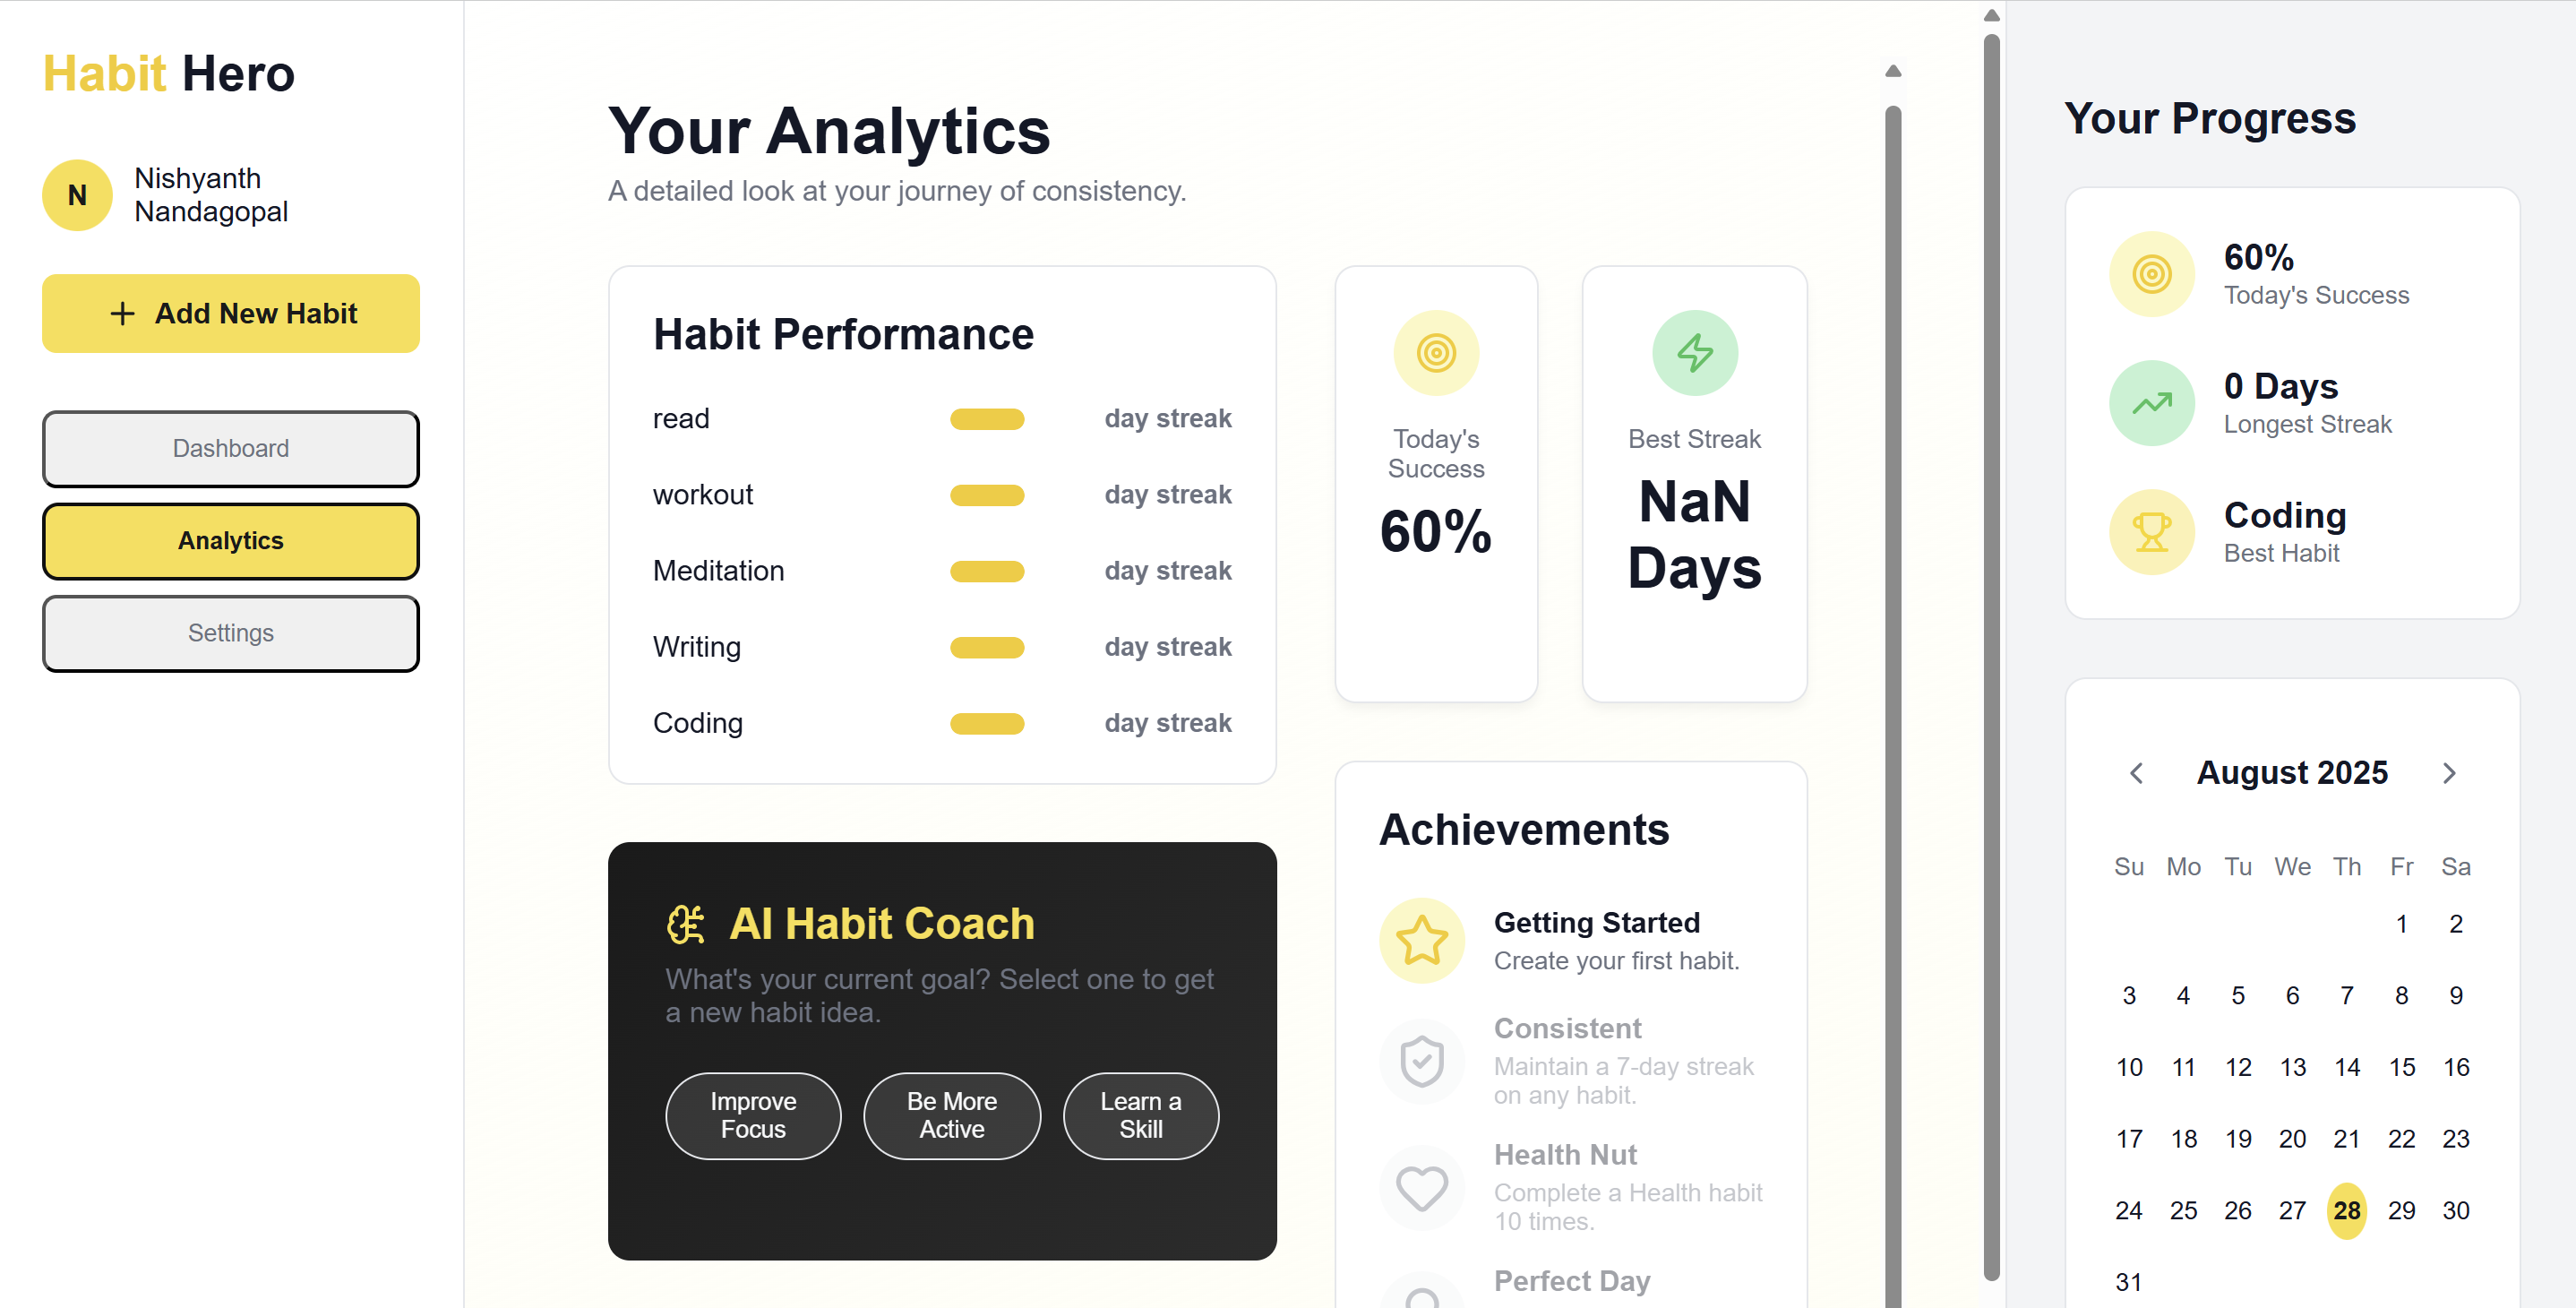 Habit Hero
N
Nishyanth
Nandagopal
Add New Habit
Dashboard
Analytics
Settings
Your Analytics
A detailed look at your journey of consistency.
Habit Performance
read day streak
workout day streak
Meditation day streak
Writing day streak
Coding day streak
AI Habit Coach
What's your current goal? Select one to get
a new habit idea.
Improve
Focus
Be More
Active
Learn a
Skill
Today's
Success
60%
Best Streak
NaN
Days
Achievements
Getting Started
Create your first habit.
Consistent
Maintain a 7-day streak
on any habit.
Health Nut
Complete a Health habit
10 times.
Perfect Day
Your Progress
60%
Today's Success
0 Days
Longest Streak
Coding
Best Habit
August 2025
Su Mo Tu We Th Fr Sa
1 2
3 4 5 6 7 8 9
10 11 12 13 14 15 16
17 18 19 20 21 22 23
24 25 26 27 28 29 30
31